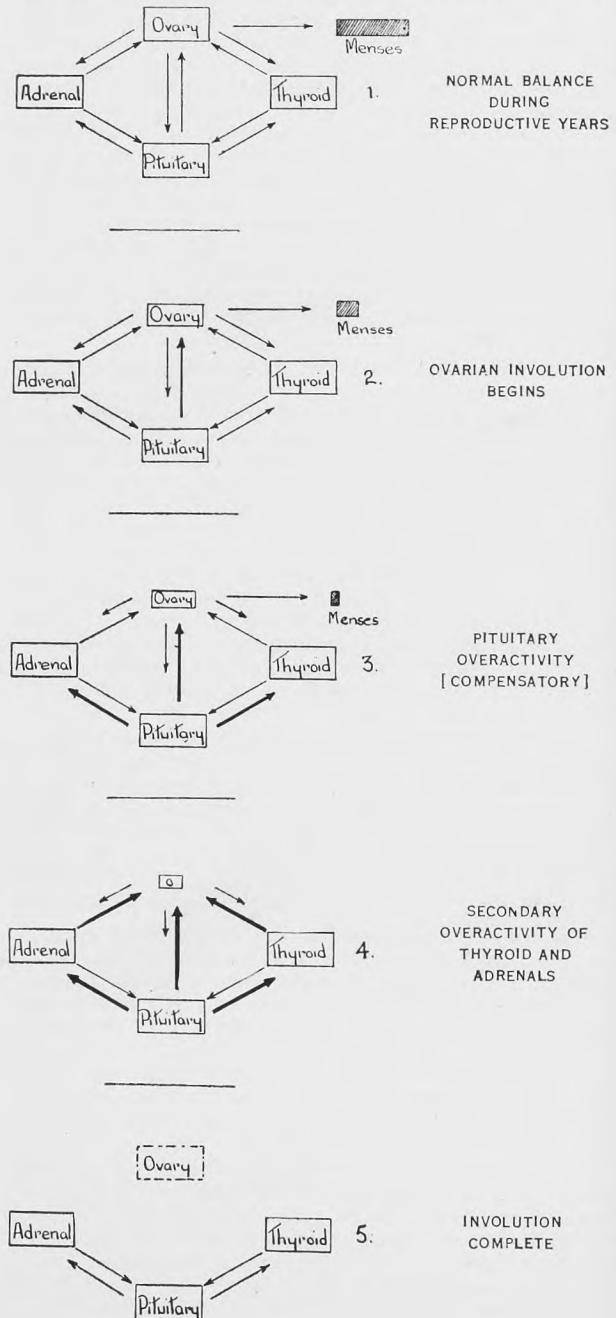 Ovary
Menses
Adrenal
Thyroid
Pituitary
1.
NORMAL BALANCE
DURING
REPRODUCTIVE YEARS
Ovary
Menses
Adrenal
Thyroid
Pituitary
2.
OVARIAN INVOLUTION
BEGINS
Ovary
Menses
Adrenal
Thyroid
Pituitary
3.
PITUITARY
OVERACTIVITY
[COMPENSATORY]
O
Adrenal
Thyroid
Pituitary
4.
SECONDARY
OVERACTIVITY OF
THYROID AND
ADRENALS
Ovary
Adrenal
Thyroid
Pituitary
5.
INVOLUTION
COMPLETE